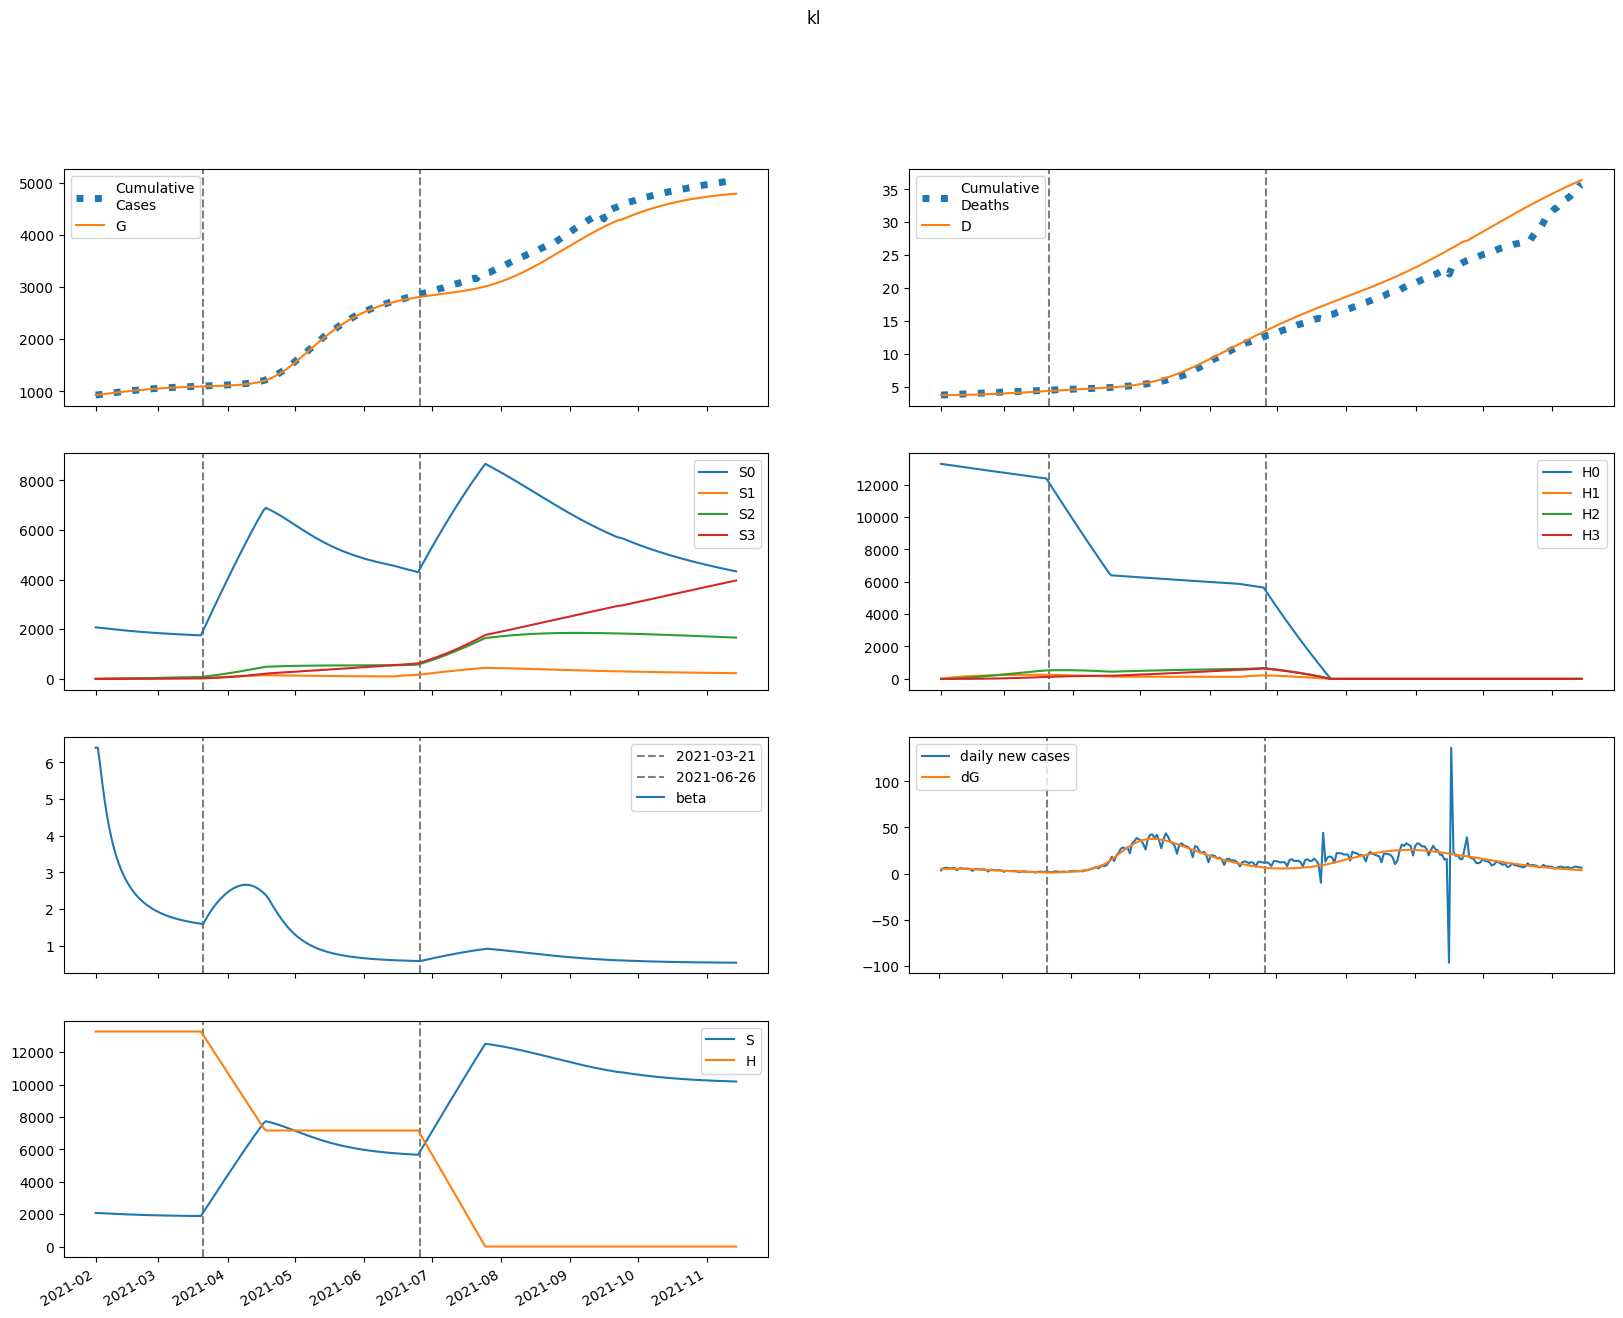 kl
5000
4000
3000
2000
1000
Cumulative
Cases
G
35
30
25
20
15
10
5
Cumulative
Deaths
D
8000
6000
4000
2000
0
S0
S1
S2
S3
12000
10000
8000
6000
4000
2000
0
H0
H1
H2
H3
6
5
4
3
2
1
2021-03-21
2021-06-26
beta
100
50
0
−50
−100
daily new cases
dG
12000
10000
8000
6000
4000
2000
0
S
H
2021-02
2021-03
2021-04
2021-05
2021-06
2021-07
2021-08
2021-09
2021-10
2021-11